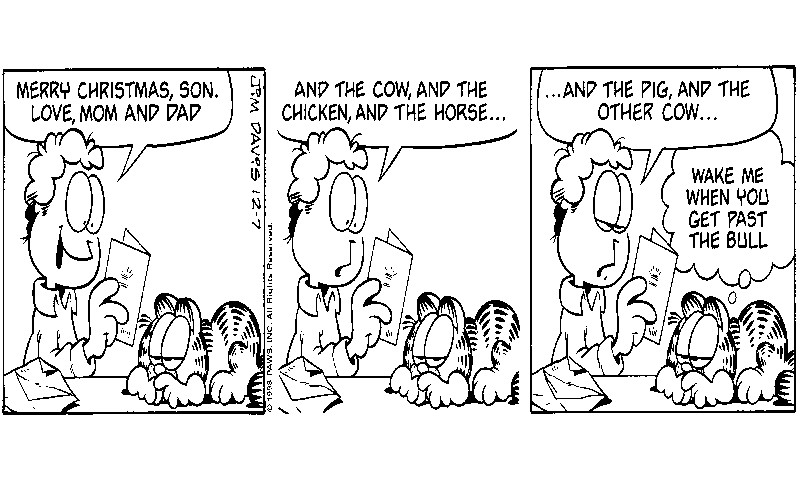 MERRY CHRISTMAS, SON.
LOVE, MOM AND DAD
JPM DAVIS 12-7
© 1998 PAWS, INC. All Rights Reserved.
AND THE COW, AND THE
CHICKEN, AND THE HORSE...
...AND THE PIG, AND THE
OTHER COW...
WAKE ME
WHEN YOU
GET PAST
THE BULL